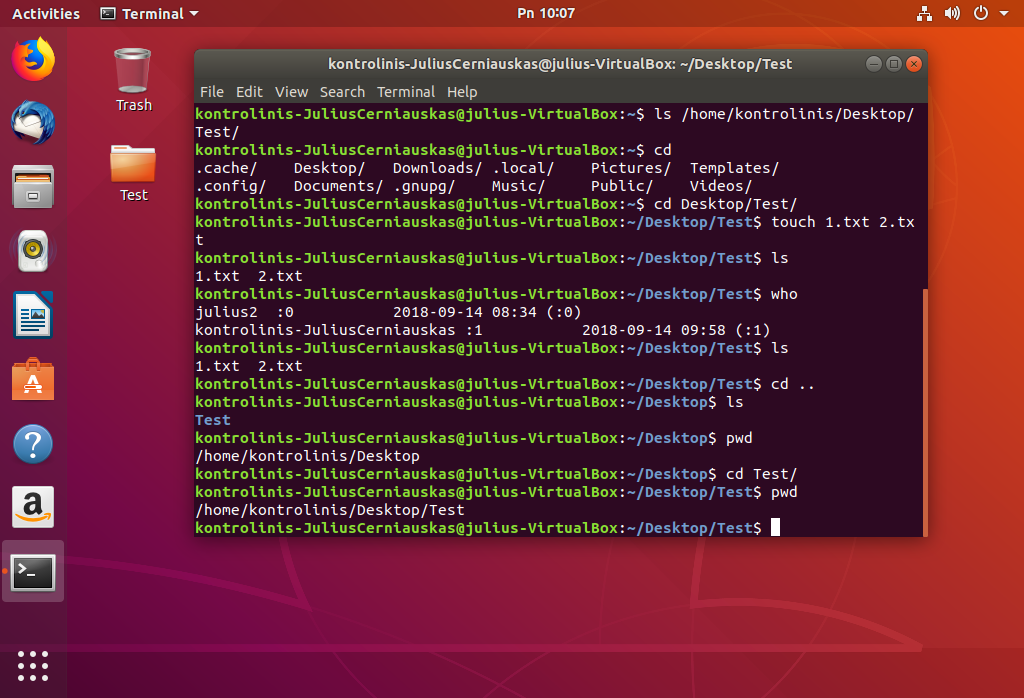 Activities Terminal Pn 10:07
Trash
Test
kontrolinis-JuliusCerniauskas@julius-VirtualBox: ~/Desktop/Test
File Edit View Search Terminal Help
kontrolinis-JuliusCerniauskas@julius-VirtualBox:~$ ls /home/kontrolinis/Desktop/
Test/
kontrolinis-JuliusCerniauskas@julius-VirtualBox:~$ cd
.cache/    Desktop/   Downloads/ .local/    Pictures/  Templates/
.config/   Documents/ .gnupg/    Music/     Public/    Videos/
kontrolinis-JuliusCerniauskas@julius-VirtualBox:~$ cd Desktop/Test/
kontrolinis-JuliusCerniauskas@julius-VirtualBox:~/Desktop/Test$ touch 1.txt 2.tx
t
kontrolinis-JuliusCerniauskas@julius-VirtualBox:~/Desktop/Test$ ls
1.txt  2.txt
kontrolinis-JuliusCerniauskas@julius-VirtualBox:~/Desktop/Test$ who
julius2  :0           2018-09-14 08:34 (:0)
kontrolinis-JuliusCerniauskas :1           2018-09-14 09:58 (:1)
kontrolinis-JuliusCerniauskas@julius-VirtualBox:~/Desktop/Test$ ls
1.txt  2.txt
kontrolinis-JuliusCerniauskas@julius-VirtualBox:~/Desktop/Test$ cd ..
kontrolinis-JuliusCerniauskas@julius-VirtualBox:~/Desktop$ ls
Test
kontrolinis-JuliusCerniauskas@julius-VirtualBox:~/Desktop$ pwd
/home/kontrolinis/Desktop
kontrolinis-JuliusCerniauskas@julius-VirtualBox:~/Desktop$ cd Test/
kontrolinis-JuliusCerniauskas@julius-VirtualBox:~/Desktop/Test$ pwd
/home/kontrolinis/Desktop/Test
kontrolinis-JuliusCerniauskas@julius-VirtualBox:~/Desktop/Test$